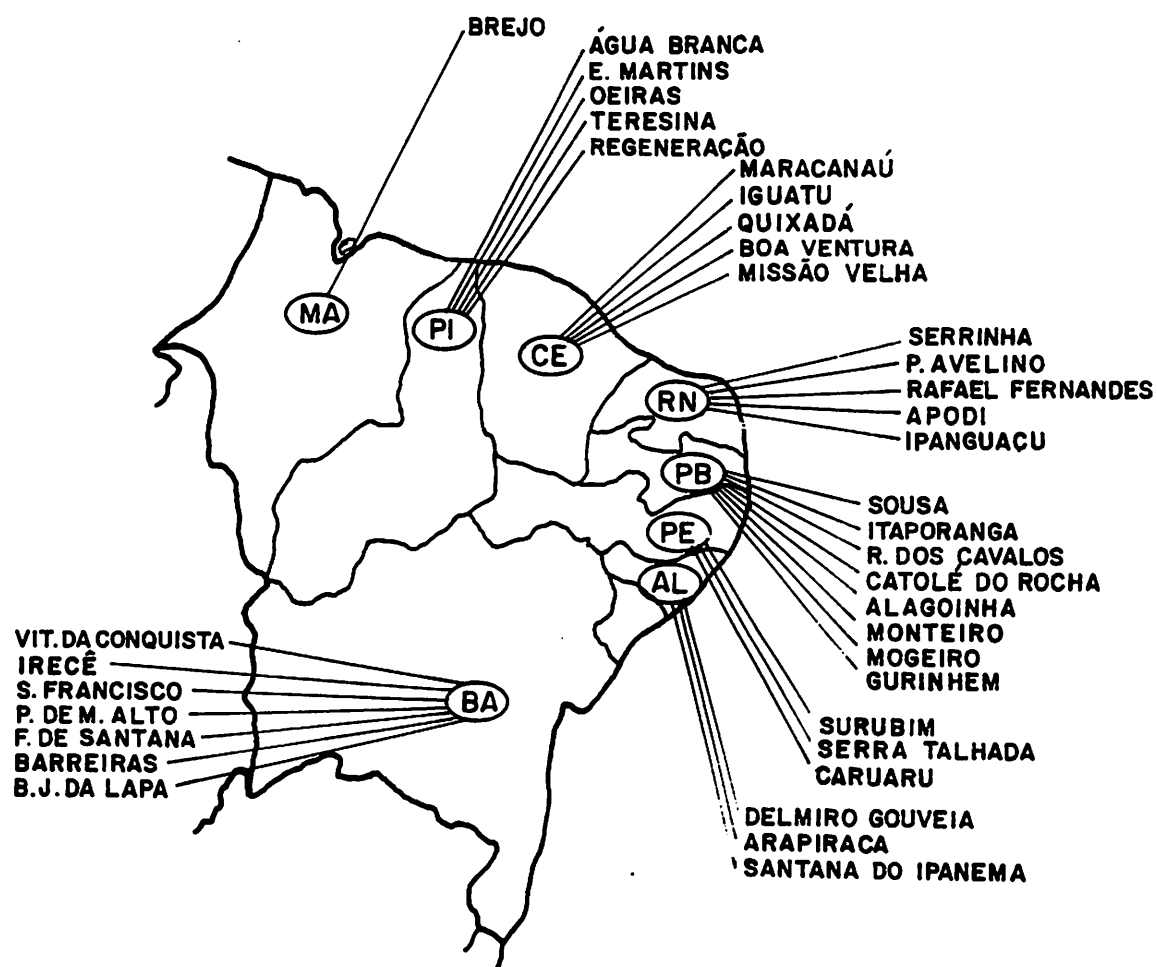 BREJO
ÁGUA BRANCA
E. MARTINS
OEIRAS
TERESINA
REGENERAÇÃO
MARACANAÚ
IGUATU
QUIXADÁ
BOA VENTURA
MISSÃO VELHA
MA
PI
CE
SERRINHA
P. AVELINO
RAFAEL FERNANDES
APODI
IPANGUAÇU
RN
PB
SOUSA
ITAPORANGA
R. DOS CAVALOS
CATOLÉ DO ROCHA
ALAGOINHA
MONTEIRO
MOGEIRO
GURINHEM
PE
AL
VIT. DA CONQUISTA
IRECÊ
S. FRANCISCO
P. DE M. ALTO
F. DE SANTANA
BARREIRAS
B.J. DA LAPA
BA
SURUBIM
SERRA TALHADA
CARUARU
DELMIRO GOUVEIA
ARAPIRACA
SANTANA DO IPANEMA